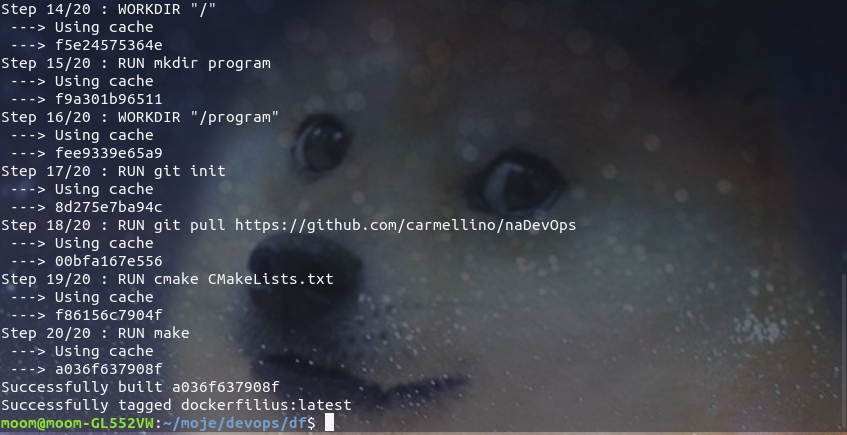 Step 14/20 : WORKDIR "/"
 ---> Using cache
 ---> f5e24575364e
Step 15/20 : RUN mkdir program
 ---> Using cache
 ---> f9a301b96511
Step 16/20 : WORKDIR "/program"
 ---> Using cache
 ---> fee9339e65a9
Step 17/20 : RUN git init
 ---> Using cache
 ---> 8d275e7ba94c
Step 18/20 : RUN git pull https://github.com/carmellino/naDevOps
 ---> Using cache
 ---> 00bfa167e556
Step 19/20 : RUN cmake CMakeLists.txt
 ---> Using cache
 ---> f86156c7904f
Step 20/20 : RUN make
 ---> Using cache
 ---> a036f637908f
Successfully built a036f637908f
Successfully tagged dockerfilius:latest
moom@moom-GL552VW:~/moje/devops/df$